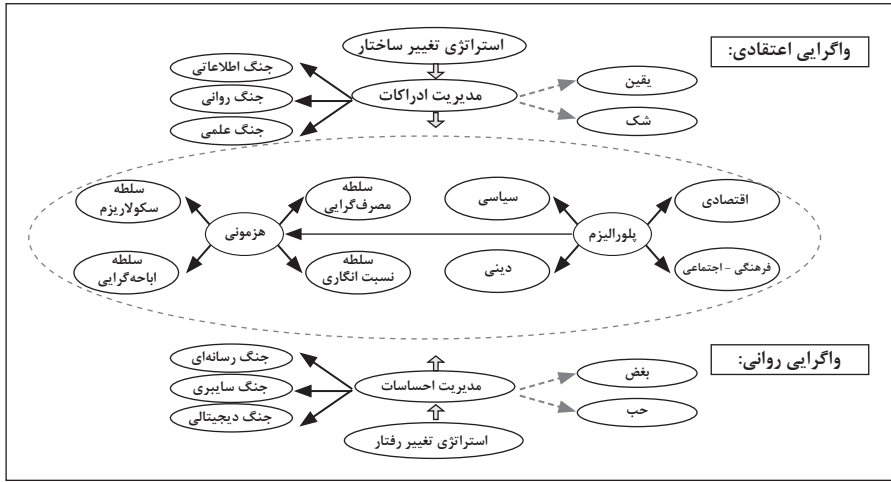 واگرایی اعتقادی:
استراتژی تغییر ساختار
مدیریت ادراکات
یقین
شک
جنگ اطلاعاتی
جنگ روانی
جنگ علمی
اقتصادی
سیاسی
پلورالیزم
فرهنگی - اجتماعی
دینی
سلطه
مصرف‌گرایی
سلطه
سکولاریزم
هزمونی
سلطه
نسبت انگاری
سلطه
اباحه‌گرایی
واگرایی روانی:
بغض
حب
مدیریت احساسات
جنگ رسانه‌ای
جنگ سایبری
جنگ دیجیتالی
استراتژی تغییر رفتار